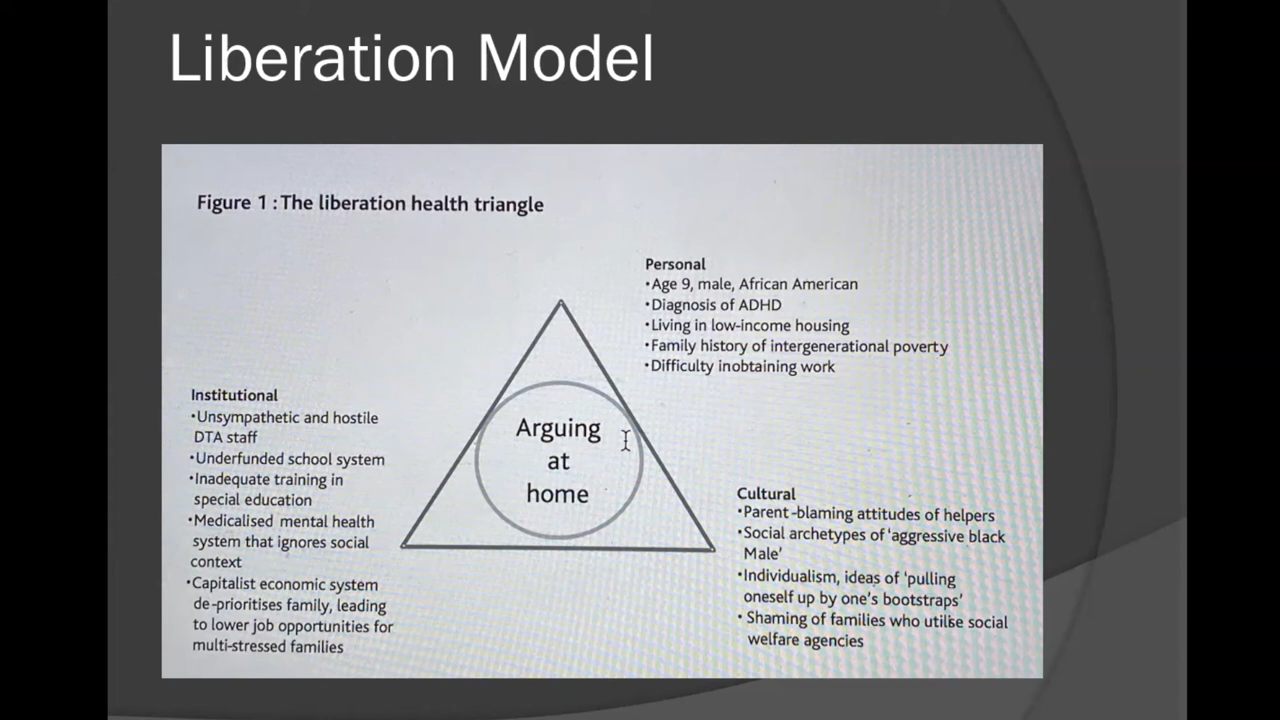 Liberation Model
Figure 1 : The liberation health triangle
Personal
•Age 9, male, African American
•Diagnosis of ADHD
•Living in low-income housing
•Family history of intergenerational poverty
•Difficulty inobtaining work
Institutional
•Unsympathetic and hostile
DTA staff
•Underfunded school system
•Inadequate training in
special education
•Medicalised mental health
system that ignores social
context
•Capitalist economic system
de-prioritises family, leading
to lower job opportunities for
multi-stressed families
Arguing
at
home
Cultural
•Parent-blaming attitudes of helpers
•Social archetypes of ‘aggressive black
Male’
•Individualism, ideas of ‘pulling
oneself up by one’s bootstraps’
• Shaming of families who utilise social
welfare agencies